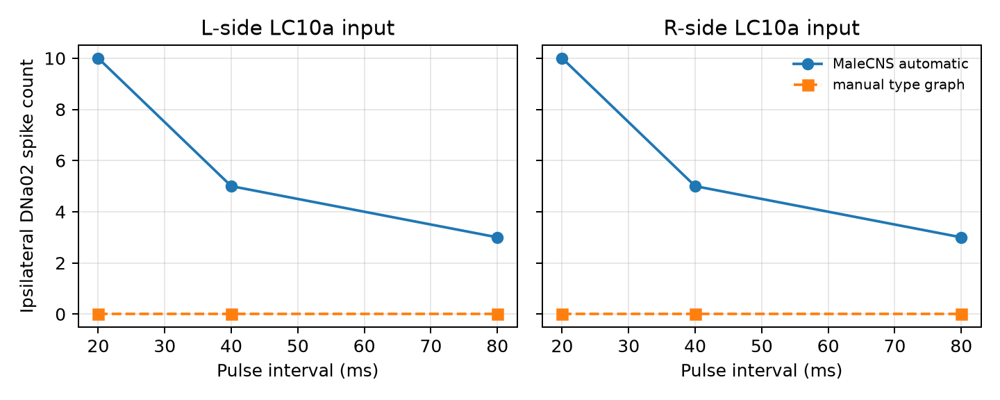 L-side LC10a input
R-side LC10a input
Ipsilateral DNa02 spike count
10
8
6
4
2
0
MaleCNS automatic
manual type graph
20 30 40 50 60 70 80
20 30 40 50 60 70 80
Pulse interval (ms)
Pulse interval (ms)